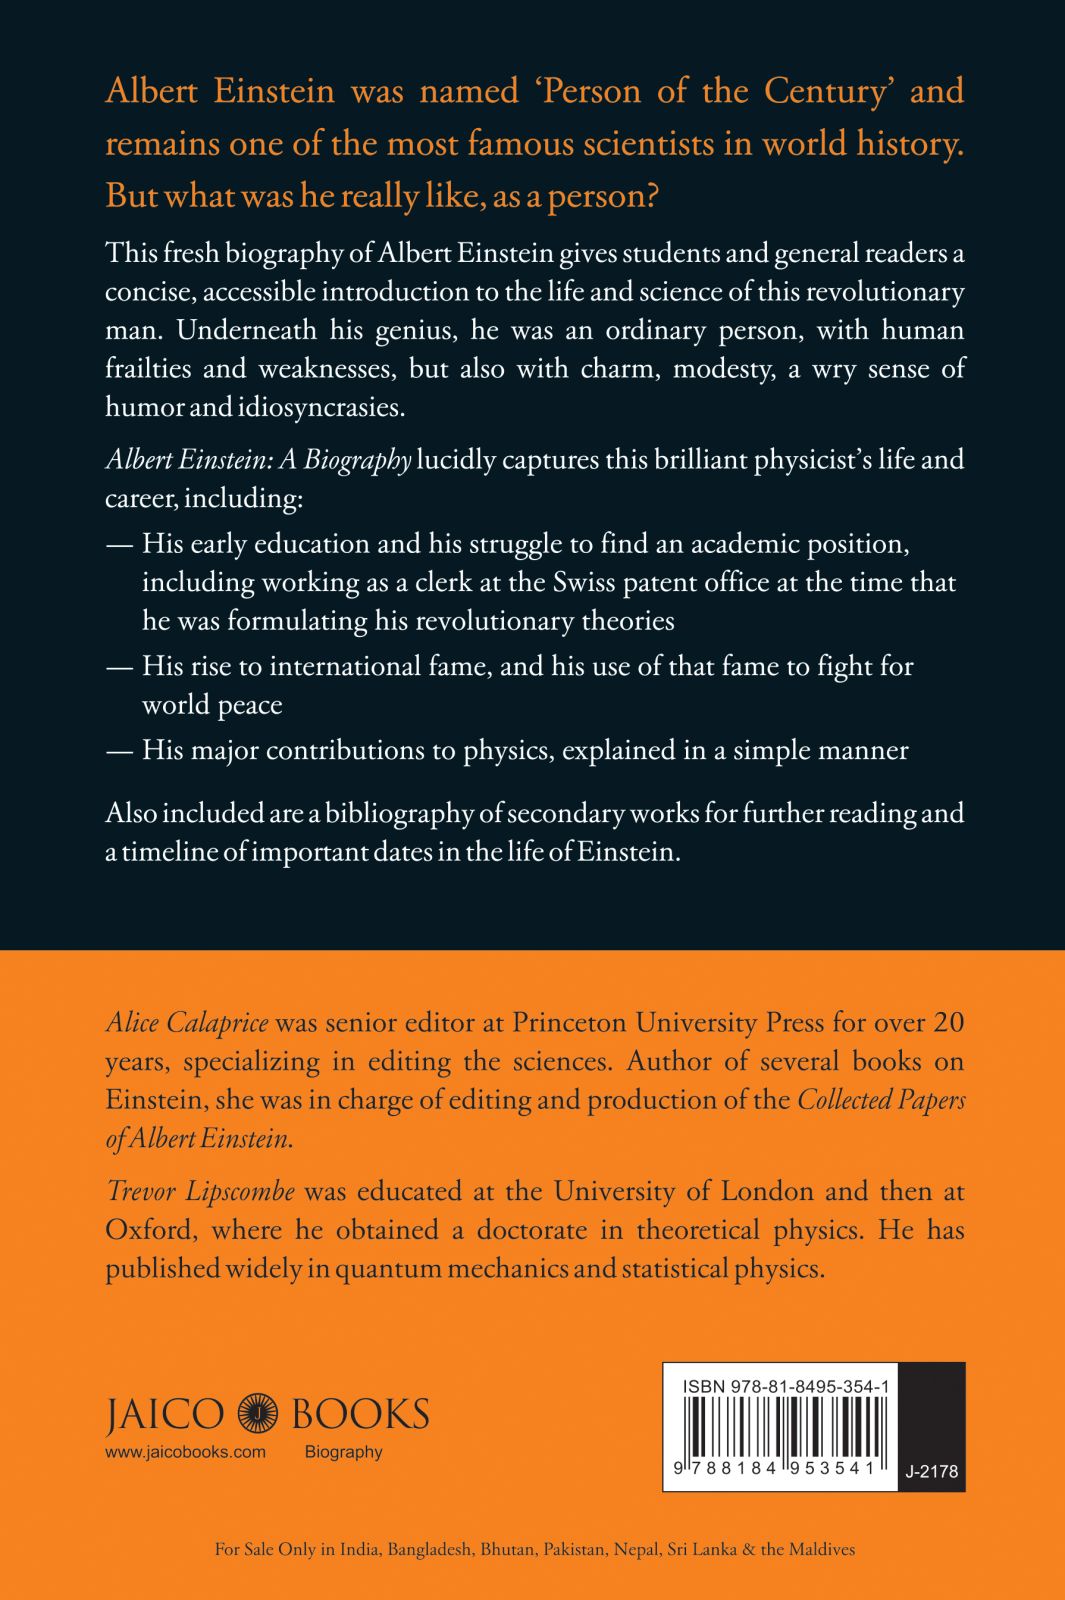 Albert Einstein was named ‘Person of the Century’ and
remains one of the most famous scientists in world history.
But what was he really like, as a person?
This fresh biography of Albert Einstein gives students and general readers a
concise, accessible introduction to the life and science of this revolutionary
man. Underneath his genius, he was an ordinary person, with human
frailties and weaknesses, but also with charm, modesty, a wry sense of
humor and idiosyncrasies.
Albert Einstein: A Biography lucidly captures this brilliant physicist’s life and
career, including:
— His early education and his struggle to find an academic position,
including working as a clerk at the Swiss patent office at the time that
he was formulating his revolutionary theories
— His rise to international fame, and his use of that fame to fight for
world peace
— His major contributions to physics, explained in a simple manner
Also included are a bibliography of secondary works for further reading and
a timeline of important dates in the life of Einstein.
Alice Calaprice was senior editor at Princeton University Press for over 20
years, specializing in editing the sciences. Author of several books on
Einstein, she was in charge of editing and production of the Collected Papers
of Albert Einstein.
Trevor Lipscombe was educated at the University of London and then at
Oxford, where he obtained a doctorate in theoretical physics. He has
published widely in quantum mechanics and statistical physics.
JAICO J BOOKS
www.jaicobooks.com Biography
ISBN 978-81-8495-354-1
9 788184 953541
J-2178
For Sale Only in India, Bangladesh, Bhutan, Pakistan, Nepal, Sri Lanka & the Maldives